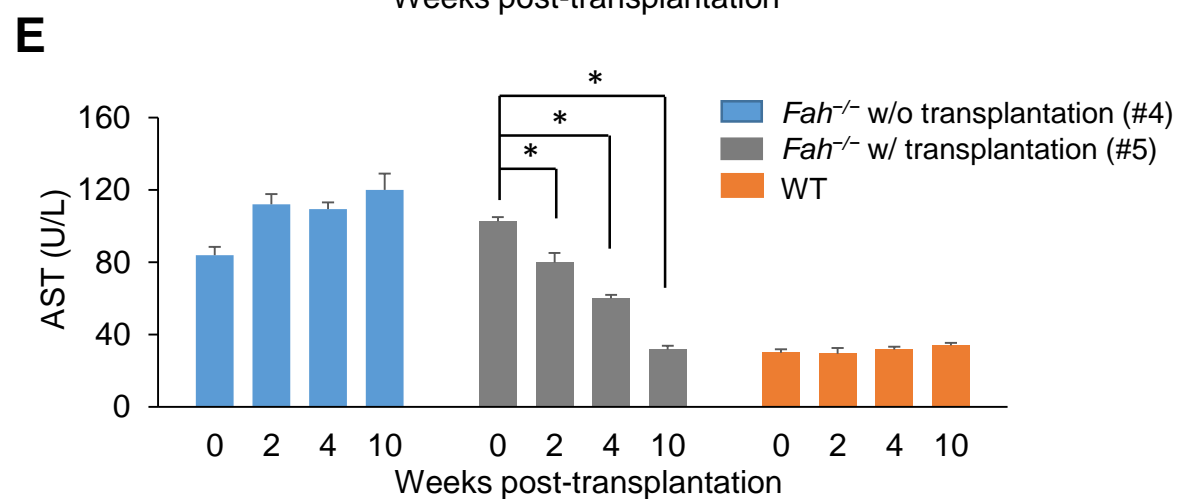 Weeks post-transplantation
E
*
*
*
AST (U/L)
160
120
80
40
0
Fah−/− w/o transplantation (#4)
Fah−/− w/ transplantation (#5)
WT
0 2 4 10 0 2 4 10 0 2 4 10
Weeks post-transplantation